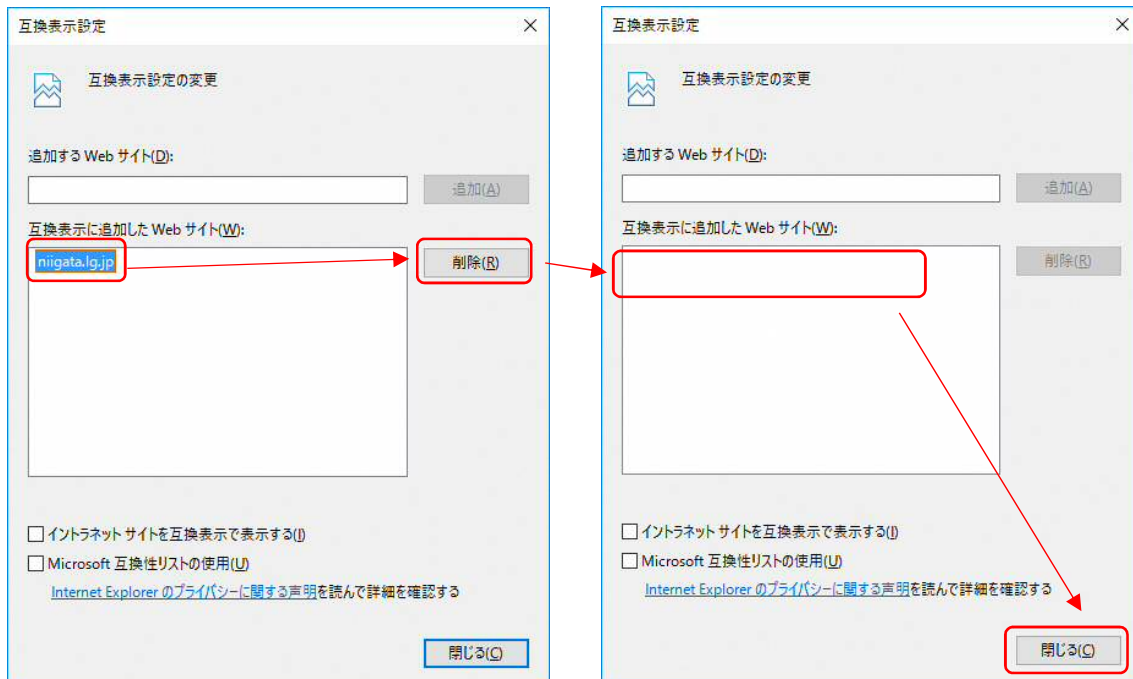 互換表示設定
互換表示設定の変更
追加する Web サイト(D):
追加(A)
互換表示に追加した Web サイト(W):
niigata.lg.jp
削除(R)
イントラネット サイトを互換表示で表示する(I)
Microsoft 互換性リストの使用(U)
Internet Explorer のプライバシーに関する声明を読んで詳細を確認する
閉じる(C)
互換表示設定
互換表示設定の変更
追加する Web サイト(D):
追加(A)
互換表示に追加した Web サイト(W):
削除(R)
イントラネット サイトを互換表示で表示する(I)
Microsoft 互換性リストの使用(U)
Internet Explorer のプライバシーに関する声明を読んで詳細を確認する
閉じる(C)